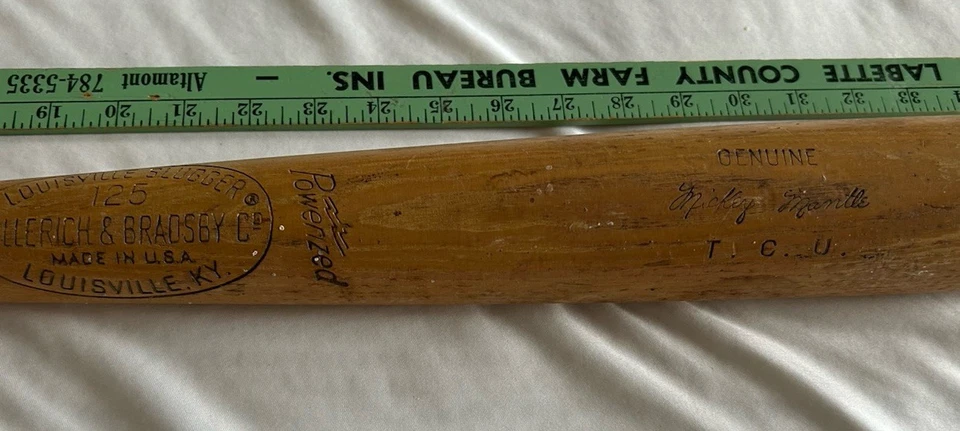 LABETTE COUNTY FARM BUREAU INS. — Altamont 784-5335
19 20 21 22 23 24 25 26 27 28 29 30 31 32 33
LOUISVILLE SLUGGER®
125
LLERICH & BRADSBY Co
MADE IN U.S.A.
LOUISVILLE, KY.
Powerized
GENUINE
Mickey Mantle
T. C. U.